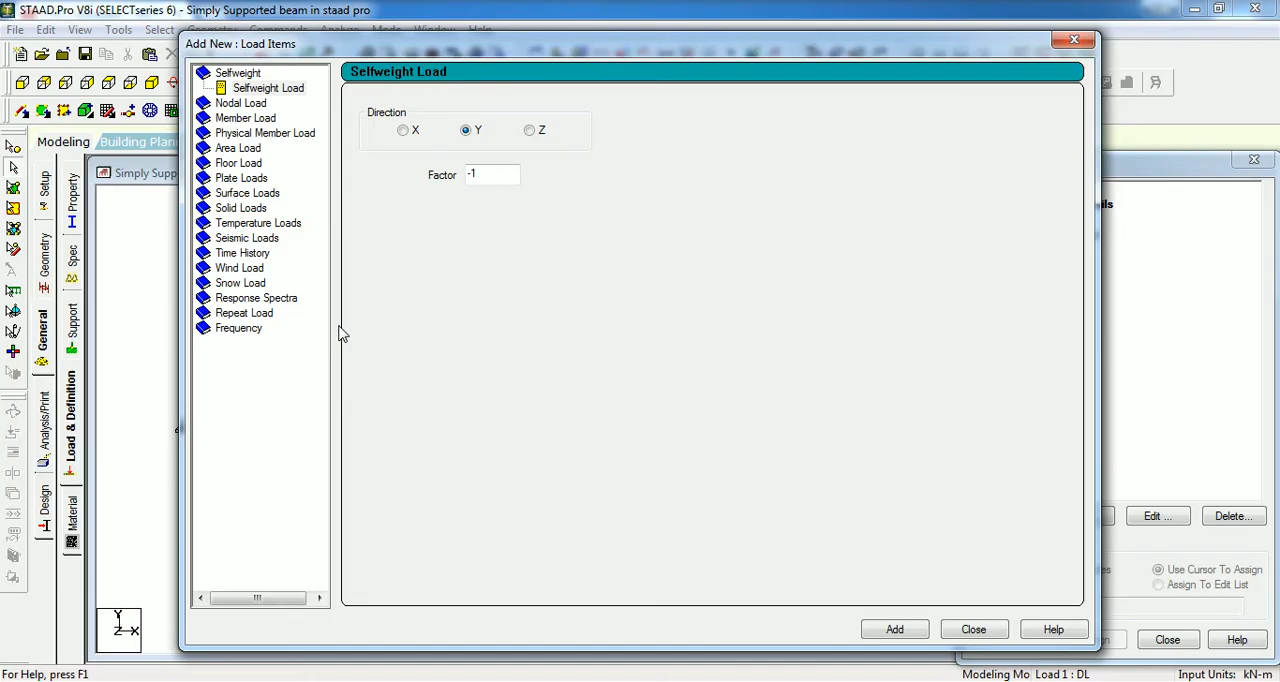 STAAD.Pro V8i (SELECTseries 6) - Simply Supported beam in staad pro
File Edit View Tools Select
Add New : Load Items
Selfweight
Selfweight Load
Nodal Load
Member Load
Physical Member Load
Area Load
Floor Load
Plate Loads
Surface Loads
Solid Loads
Temperature Loads
Seismic Loads
Time History
Wind Load
Snow Load
Response Spectra
Repeat Load
Frequency
Selfweight Load
Direction
X Y Z
Factor -1
Add Close Help
Modeling Building Plan
Simply Supp
Setup
Geometry
General
Analysis/Print
Design
Property
Spec
Support
Load & Definition
Material
ils
Edit ... Delete...
es
Use Cursor To Assign
Assign To Edit List
Close Help
Y
Z X
For Help, press F1
Modeling Mo Load 1 : DL Input Units: kN-m